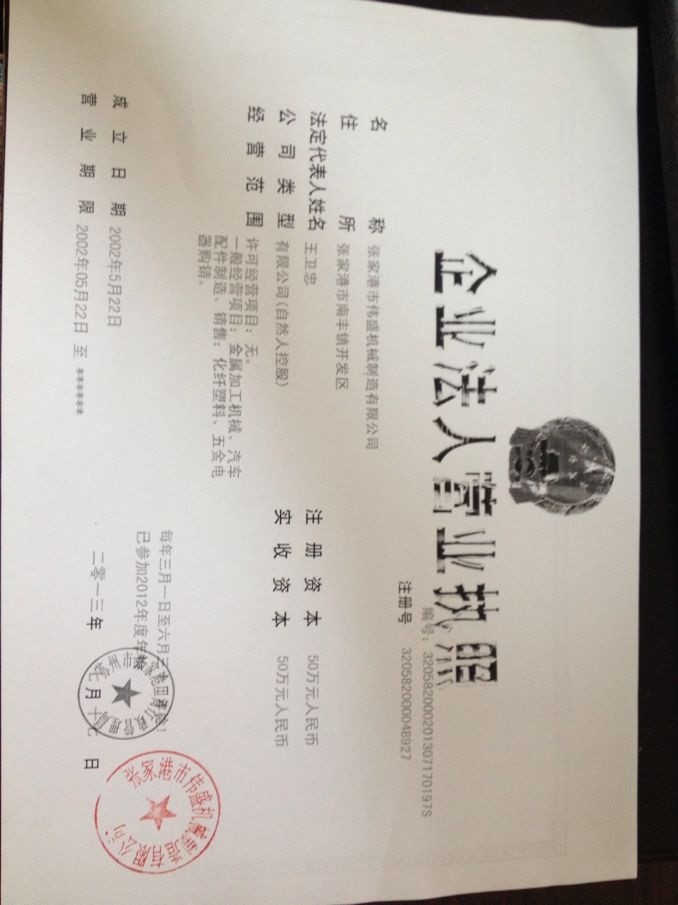 企业法人营业执照
编号: 320582000201307170197S
注册号 320582000048927
名称 张家港市伟盛机械制造有限公司
住所 张家港市南丰镇开发区
法定代表人姓名 王卫忠
注册资本 50万元人民币
公司类型 有限公司(自然人控股)
实收资本 50万元人民币
经营范围 许可经营项目:无。
一般经营项目:金属加工机械、汽车
配件制造、销售;化纤塑料、五金电
器购销。
成立日期 2002年5月22日
营业期限 2002年05月22日 至 ******
每年三月一日至六月
已参加2012年度年检
二零一三年七月十九日
张家港市伟盛机械制造有限公司